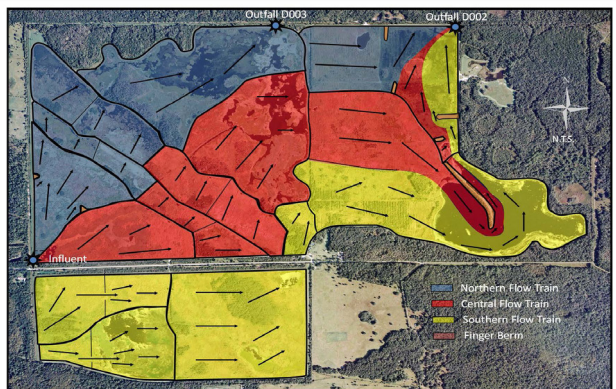 Outfall D003
Outfall D002
N
N.T.S.
Influent
Northern Flow Train
Central Flow Train
Southern Flow Train
Finger Berm